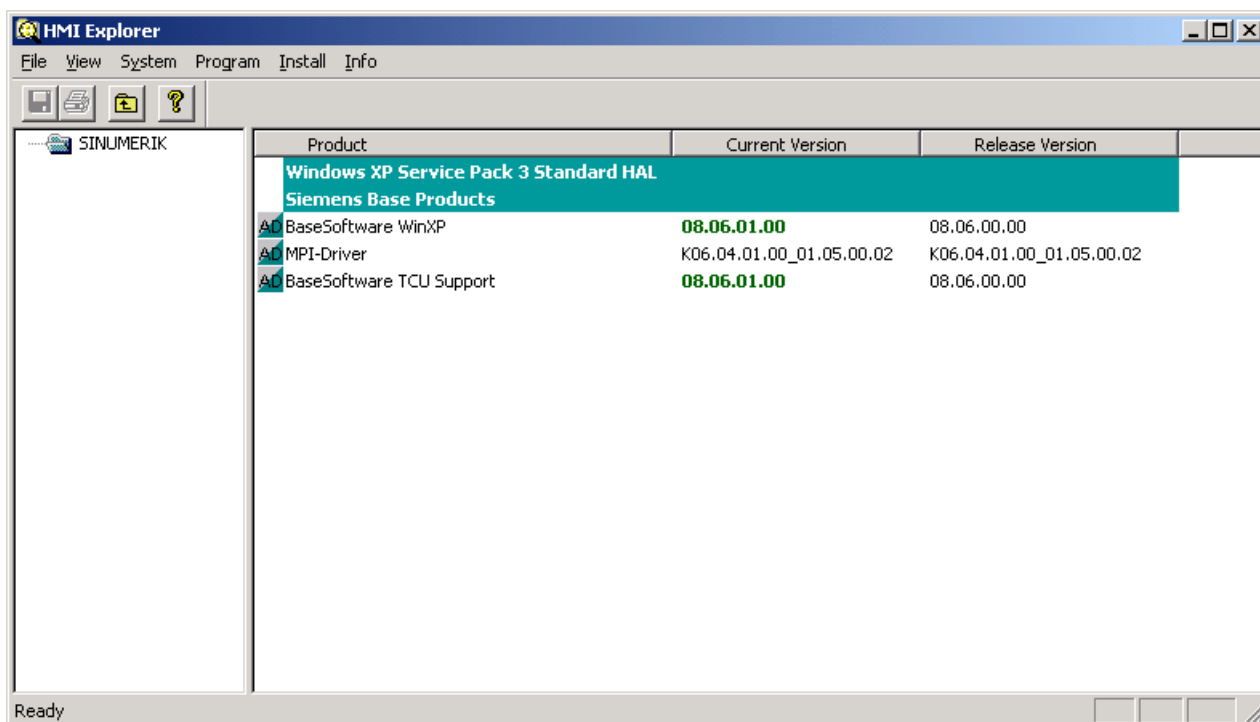 HMI Explorer
File View System Program Install Info
SINUMERIK
Product Current Version Release Version
Windows XP Service Pack 3 Standard HAL
Siemens Base Products
AD BaseSoftware WinXP 08.06.01.00 08.06.00.00
AD MPI-Driver K06.04.01.00_01.05.00.02 K06.04.01.00_01.05.00.02
AD BaseSoftware TCU Support 08.06.01.00 08.06.00.00
Ready